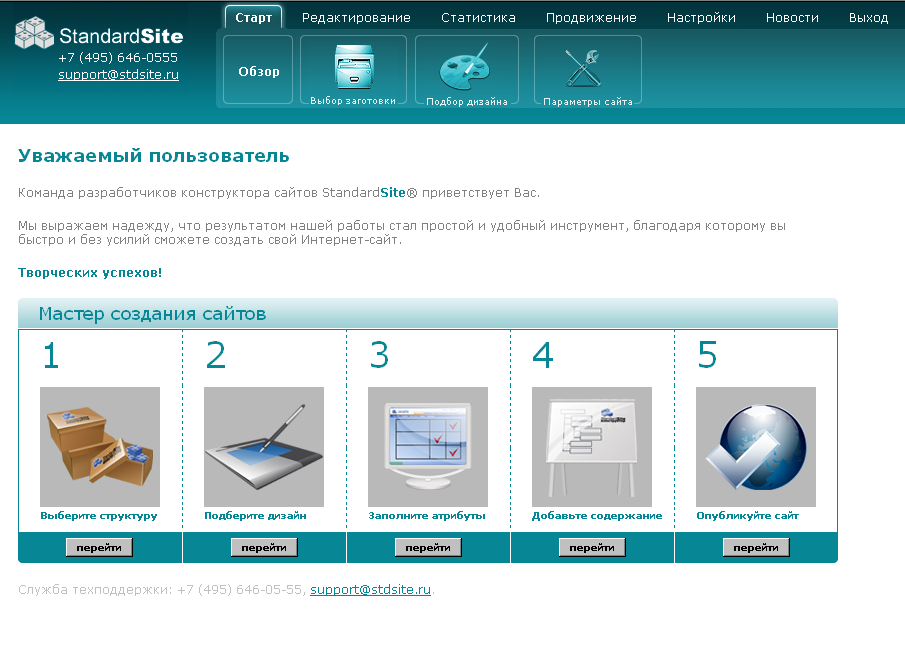 Старт Редактирование Статистика Продвижение Настройки Новости Выход
StandardSite
+7 (495) 646-0555
support@stdsite.ru
Обзор
Выбор заготовки Подбор дизайна Параметры сайта
Уважаемый пользователь
Команда разработчиков конструктора сайтов StandardSite® приветствует Вас.
Мы выражаем надежду, что результатом нашей работы стал простой и удобный инструмент, благодаря которому вы
быстро и без усилий сможете создать свой Интернет-сайт.
Творческих успехов!
Мастер создания сайтов
1 2 3 4 5
Выберите структуру Подберите дизайн Заполните атрибуты Добавьте содержание Опубликуйте сайт
перейти перейти перейти перейти перейти
Служба техподдержки: +7 (495) 646-05-55, support@stdsite.ru.